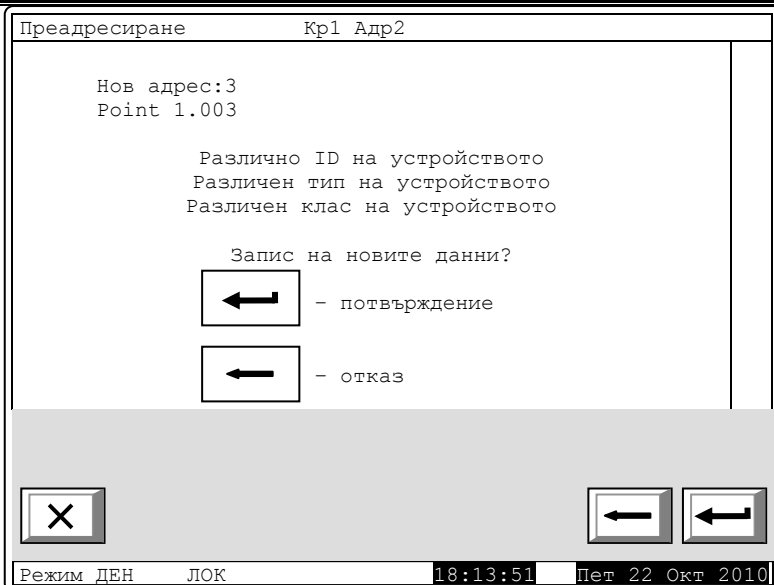 Преадресиране Кр1 Адр2
Нов адрес:3
Point 1.003
Различно ID на устройството
Различен тип на устройството
Различен клас на устройството
Запис на новите данни?
– потвърждение
– отказ
Режим ДЕН ЛОК 18:13:51 Пет 22 Окт 2010